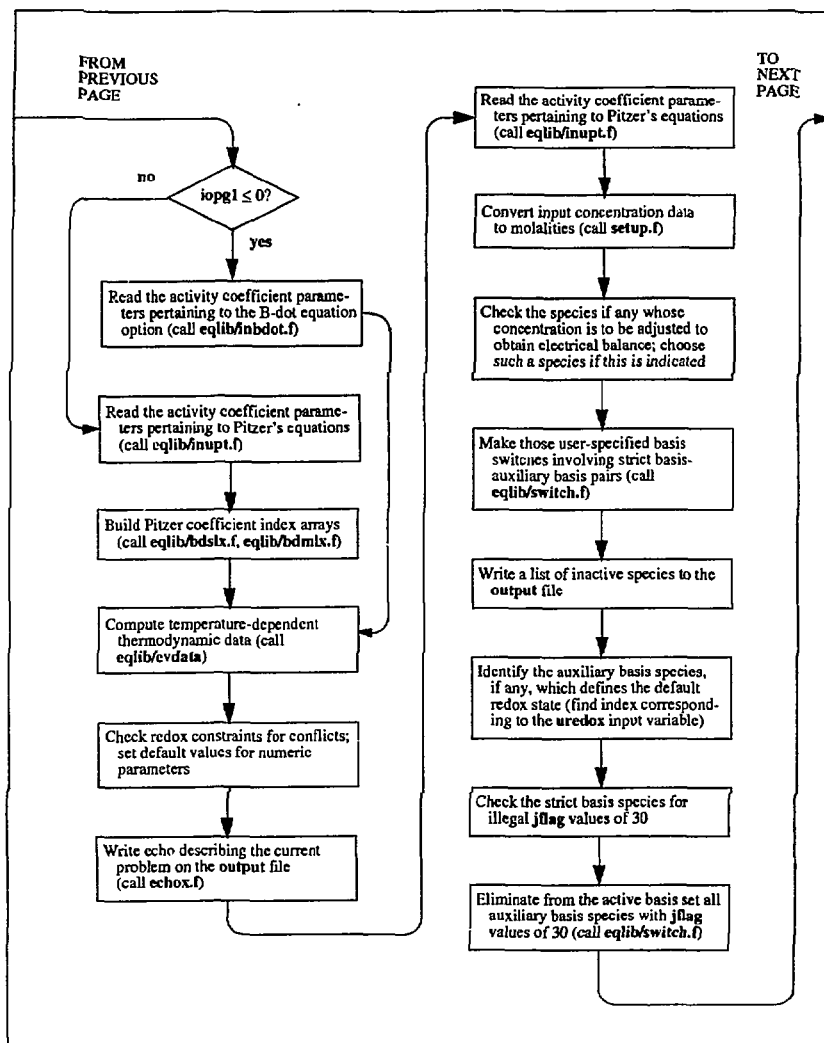 FROM
PREVIOUS
PAGE
no
iopg1 ≤ 0?
yes
Read the activity coefficient parame-
ters pertaining to the B-dot equation
option (call eqlib/inbdot.f)
Read the activity coefficient parame-
ters pertaining to Pitzer's equations
(call eqlib/inupt.f)
Build Pitzer coefficient index arrays
(call eqlib/bdslx.f, eqlib/bdmlx.f)
Compute temperature-dependent
thermodynamic data (call
eqlib/evdata)
Check redox constraints for conflicts;
set default values for numeric
parameters
Write echo describing the current
problem on the output file
(call echox.f)
TO
NEXT
PAGE
Read the activity coefficient parame-
ters pertaining to Pitzer's equations
(call eqlib/inupt.f)
Convert input concentration data
to molalities (call setup.f)
Check the species if any whose
concentration is to be adjusted to
obtain electrical balance; choose
such a species if this is indicated
Make those user-specified basis
switches involving strict basis-
auxiliary basis pairs (call
eqlib/switch.f)
Write a list of inactive species to the
output file
Identify the auxiliary basis species,
if any, which defines the default
redox state (find index correspond-
ing to the uredox input variable)
Check the strict basis species for
illegal jflag values of 30
Eliminate from the active basis set all
auxiliary basis species with jflag
values of 30 (call eqlib/switch.f)